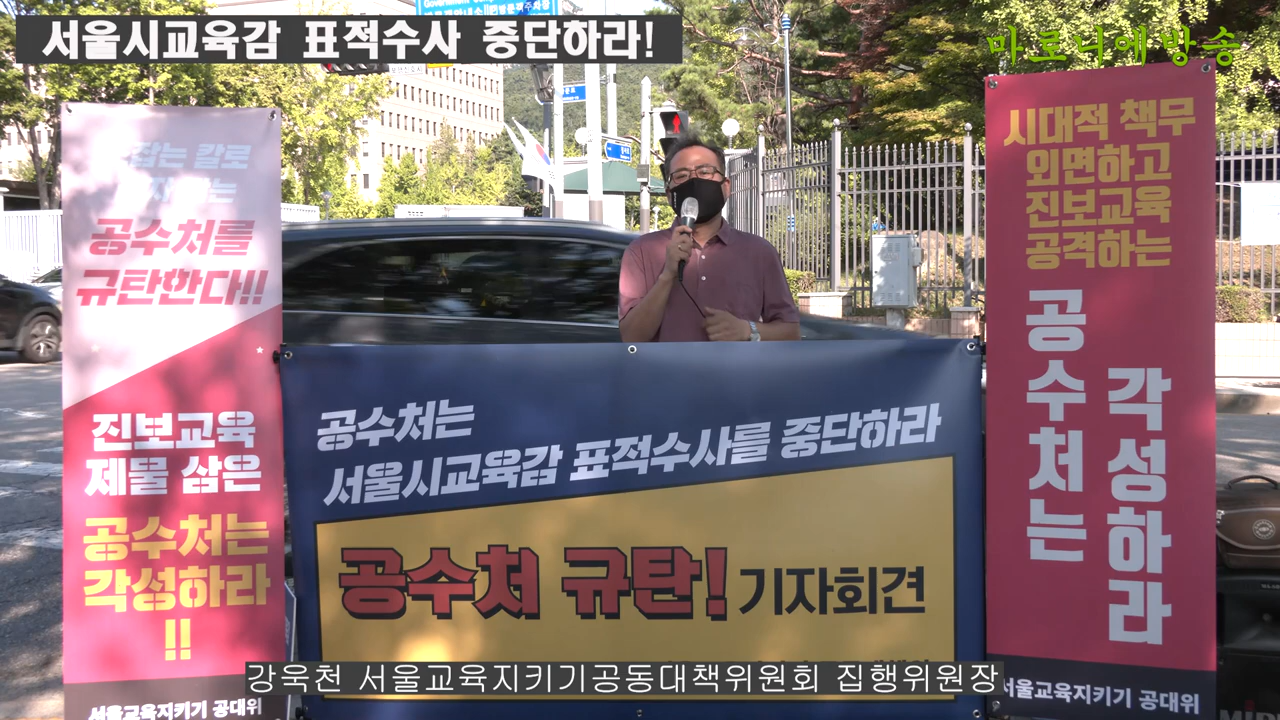 서울시교육감 표적수사 중단하라!
마로니에방송
잡는 칼로
공수처를
규탄한다!!
진보교육
제물 삼은
공수처는
각성하라
!!
서울교육지키기 공대위
공수처는
서울시교육감 표적수사를 중단하라
공수처 규탄! 기자회견
시대적 책무
외면하고
진보교육
공격하는
공수처는
각성하라
서울교육지키기 공대위
강욱천 서울교육지키기공동대책위원회 집행위원장